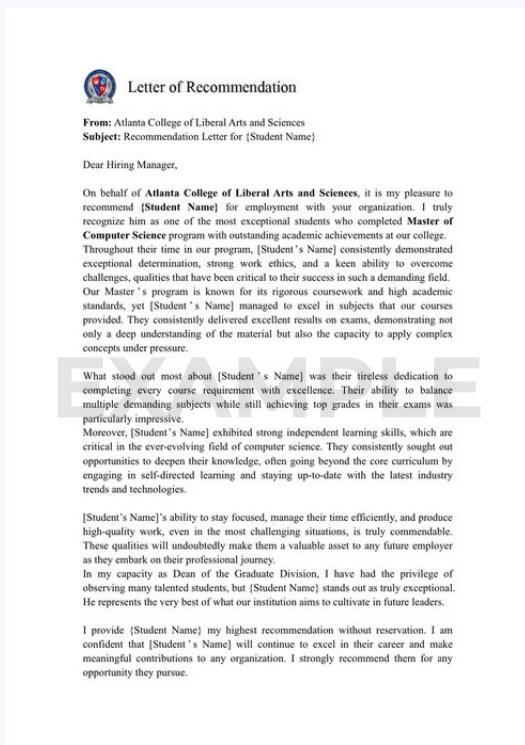 Letter of Recommendation
From: Atlanta College of Liberal Arts and Sciences
Subject: Recommendation Letter for {Student Name}
Dear Hiring Manager,
On behalf of Atlanta College of Liberal Arts and Sciences, it is my pleasure to
recommend {Student Name} for employment with your organization. I truly
recognize him as one of the most exceptional students who completed Master of
Computer Science program with outstanding academic achievements at our college.
Throughout their time in our program, [Student's Name] consistently demonstrated
exceptional determination, strong work ethics, and a keen ability to overcome
challenges, qualities that have been critical to their success in such a demanding field.
Our Master's program is known for its rigorous coursework and high academic
standards, yet [Student's Name] managed to excel in subjects that our courses
provided. They consistently delivered excellent results on exams, demonstrating not
only a deep understanding of the material but also the capacity to apply complex
concepts under pressure.
EXAMPLE
What stood out most about [Student's Name] was their tireless dedication to
completing every course requirement with excellence. Their ability to balance
multiple demanding subjects while still achieving top grades in their exams was
particularly impressive.
Moreover, [Student's Name] exhibited strong independent learning skills, which are
critical in the ever-evolving field of computer science. They consistently sought out
opportunities to deepen their knowledge, often going beyond the core curriculum by
engaging in self-directed learning and staying up-to-date with the latest industry
trends and technologies.
[Student's Name]'s ability to stay focused, manage their time efficiently, and produce
high-quality work, even in the most challenging situations, is truly commendable.
These qualities will undoubtedly make them a valuable asset to any future employer
as they embark on their professional journey.
In my capacity as Dean of the Graduate Division, I have had the privilege of
observing many talented students, but {Student Name} stands out as truly exceptional.
He represents the very best of what our institution aims to cultivate in future leaders.
I provide {Student Name} my highest recommendation without reservation. I am
confident that [Student's Name] will continue to excel in their career and make
meaningful contributions to any organization. I strongly recommend them for any
opportunity they pursue.